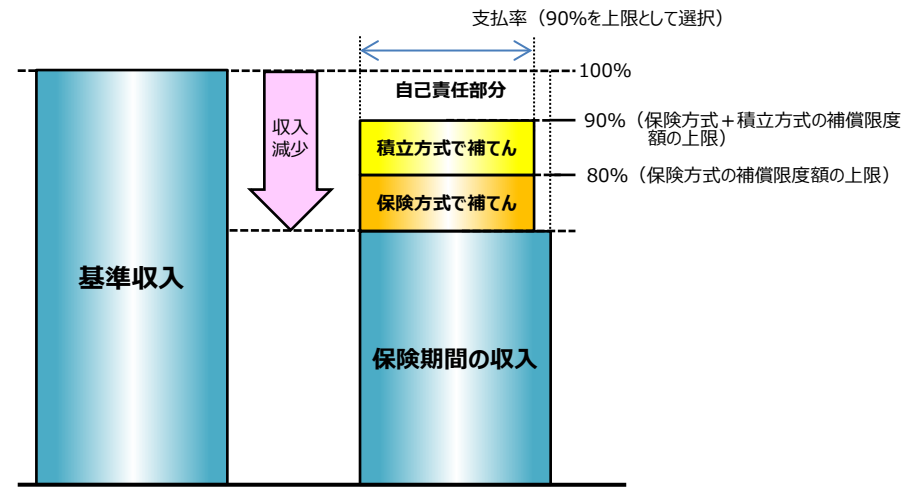 支払率（90%を上限として選択）
100%
自己責任部分
90%（保険方式＋積立方式の補償限度
額の上限）
収入
減少
積立方式で補てん
80%（保険方式の補償限度額の上限）
保険方式で補てん
基準収入
保険期間の収入